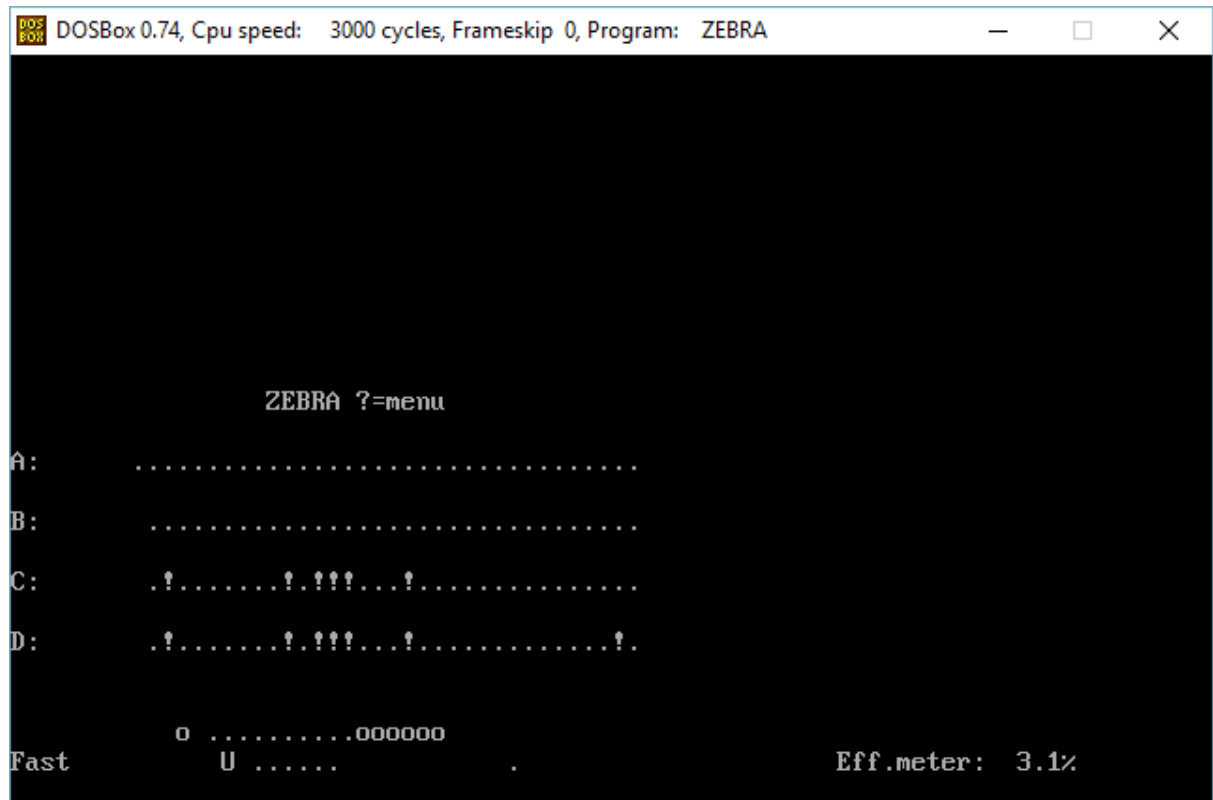 DOSBox 0.74, Cpu speed: 3000 cycles, Frameskip 0, Program: ZEBRA
ZEBRA ?=menu
A: ..................................
B: .................................
C: .!.......!.!!!...!...............
D: .!.......!.!!!...!.............!.
o ..........oooooo
Fast U ...... . Eff.meter: 3.1%